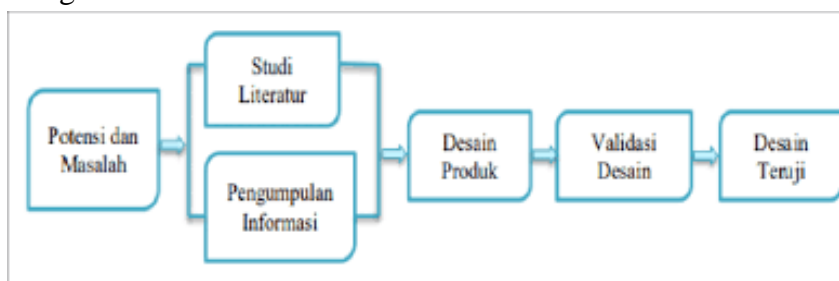 Potensi dan
Masalah
Studi
Literatur
Pengumpulan
Informasi
Desain
Produk
Validasi
Desain
Desain
Teruji